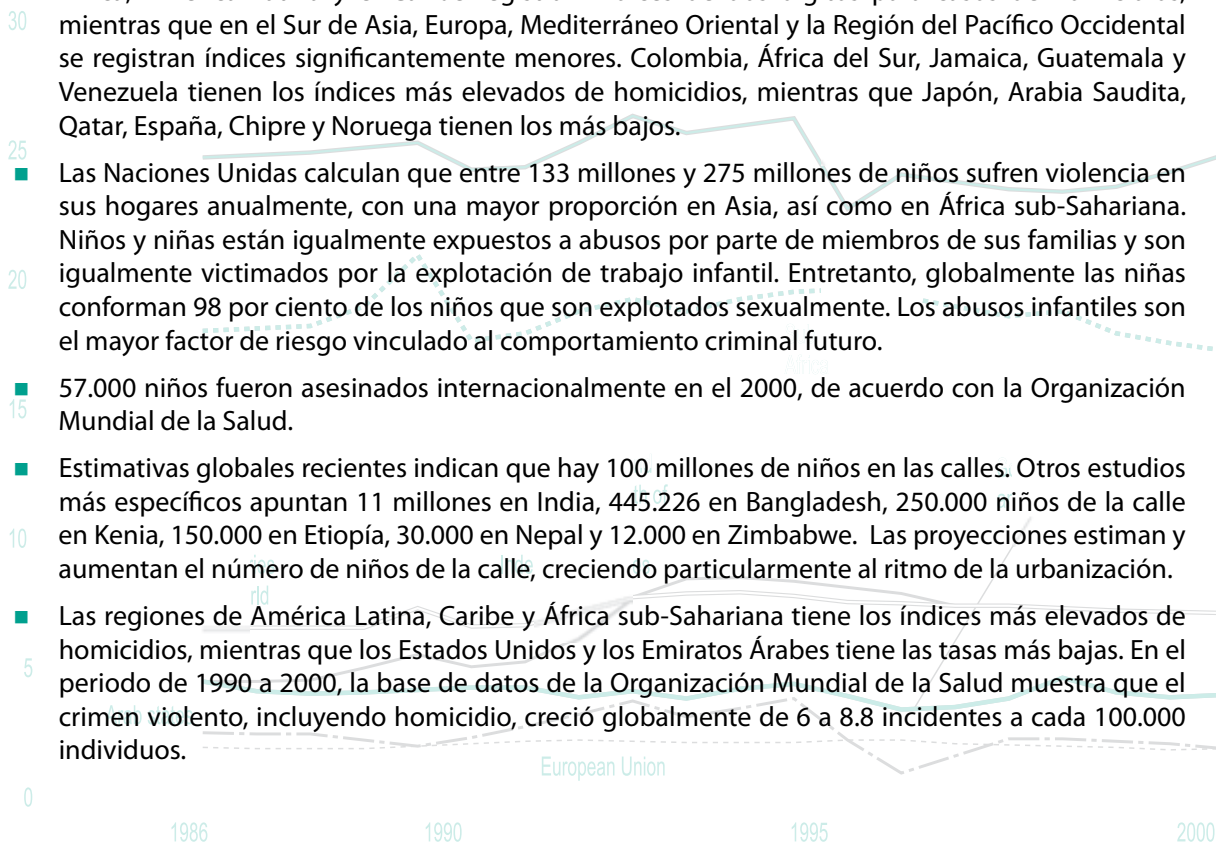 mientras que en el Sur de Asia, Europa, Mediterráneo Oriental y la Región del Pacífico Occidental
se registran índices significantemente menores. Colombia, África del Sur, Jamaica, Guatemala y
Venezuela tienen los índices más elevados de homicidios, mientras que Japón, Arabia Saudita,
Qatar, España, Chipre y Noruega tienen los más bajos.
■ Las Naciones Unidas calculan que entre 133 millones y 275 millones de niños sufren violencia en
sus hogares anualmente, con una mayor proporción en Asia, así como en África sub-Sahariana.
Niños y niñas están igualmente expuestos a abusos por parte de miembros de sus familias y son
igualmente victimados por la explotación de trabajo infantil. Entretanto, globalmente las niñas
conforman 98 por ciento de los niños que son explotados sexualmente. Los abusos infantiles son
el mayor factor de riesgo vinculado al comportamiento criminal futuro.
Africa
■ 57.000 niños fueron asesinados internacionalmente en el 2000, de acuerdo con la Organización
Mundial de la Salud.
■ Estimativas globales recientes indican que hay 100 millones de niños en las calles. Otros estudios
más específicos apuntan 11 millones en India, 445.226 en Bangladesh, 250.000 niños de la calle
en Kenia, 150.000 en Etiopía, 30.000 en Nepal y 12.000 en Zimbabwe. Las proyecciones estiman y
aumentan el número de niños de la calle, creciendo particularmente al ritmo de la urbanización.
■ Las regiones de América Latina, Caribe y África sub-Sahariana tiene los índices más elevados de
homicidios, mientras que los Estados Unidos y los Emiratos Árabes tiene las tasas más bajas. En el
periodo de 1990 a 2000, la base de datos de la Organización Mundial de la Salud muestra que el
crimen violento, incluyendo homicidio, creció globalmente de 6 a 8.8 incidentes a cada 100.000
individuos.
European Union
30
25
20
15
10
5
0
1986 1990 1995 2000